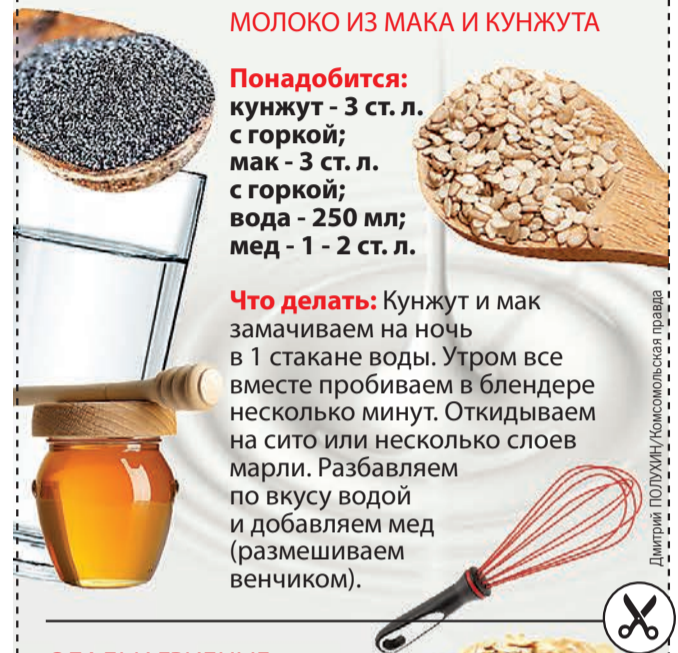 МОЛОКО ИЗ МАКА И КУНЖУТА
Понадобится:
кунжут - 3 ст. л.
с горкой;
мак - 3 ст. л.
с горкой;
вода - 250 мл;
мед - 1 - 2 ст. л.
Что делать: Кунжут и мак
замачиваем на ночь
в 1 стакане воды. Утром все
вместе пробиваем в блендере
несколько минут. Откидываем
на сито или несколько слоев
марли. Разбавляем
по вкусу водой
и добавляем мед
(размешиваем
венчиком).
Дмитрий ПОЛУХИН/Комсомольская правда